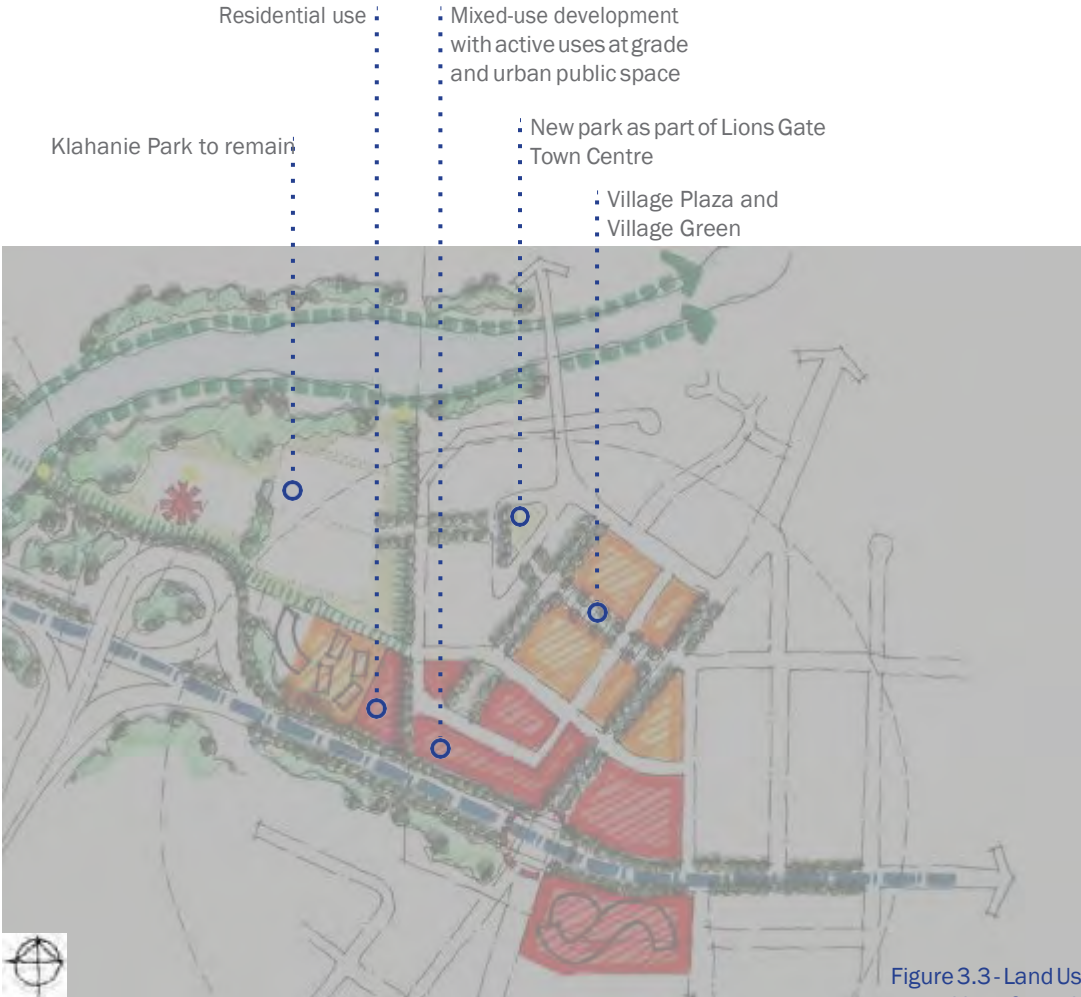 Residential use
Mixed-use development
with active uses at grade
and urban public space
Klahanie Park to remain
New park as part of Lions Gate
Town Centre
Village Plaza and
Village Green
Figure 3.3 - Land Us